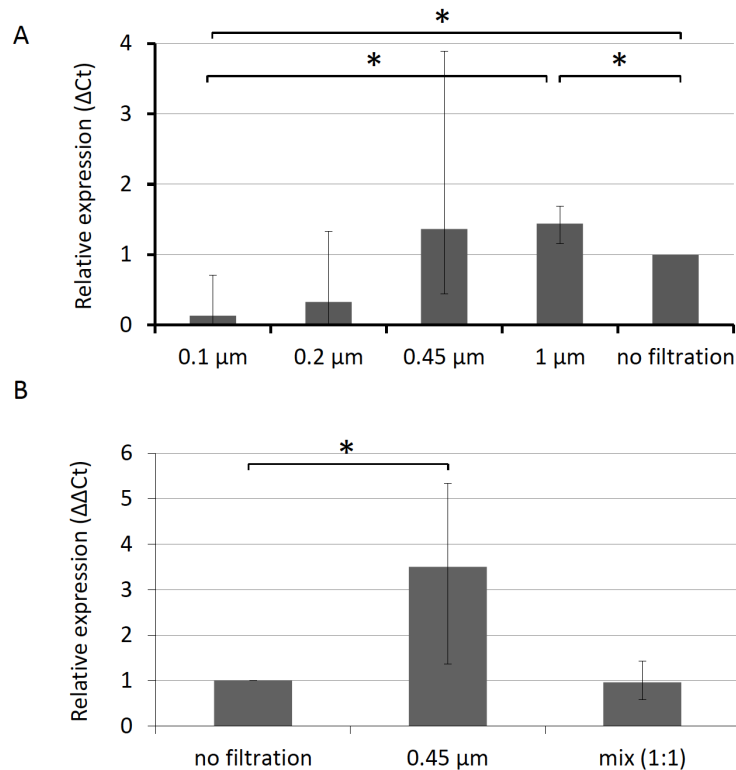 A
*
4
*
*
3
2
1
0
Relative expression (ΔCt)
0.1 µm 0.2 µm 0.45 µm 1 µm no filtration
B
6
*
5
4
3
2
1
0
Relative expression (ΔΔCt)
no filtration 0.45 µm mix (1:1)